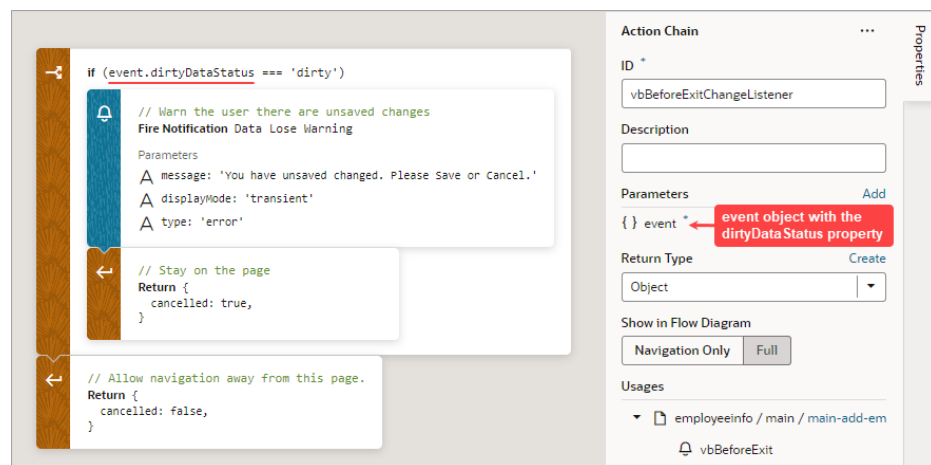 if (event.dirtyDataStatus === 'dirty')
// Warn the user there are unsaved changes
Fire Notification Data Lose Warning
Parameters
A message: 'You have unsaved changed. Please Save or Cancel.'
A displayMode: 'transient'
A type: 'error'
// Stay on the page
Return {
cancelled: true,
}
// Allow navigation away from this page.
Return {
cancelled: false,
}
Action Chain
ID *
vbBeforeExitChangeListener
Description
Parameters Add
{ } event *
event object with the
dirtyDataStatus property
Return Type Create
Object
Show in Flow Diagram
Navigation Only Full
Usages
employeeinfo / main / main-add-em
vbBeforeExit
Properties